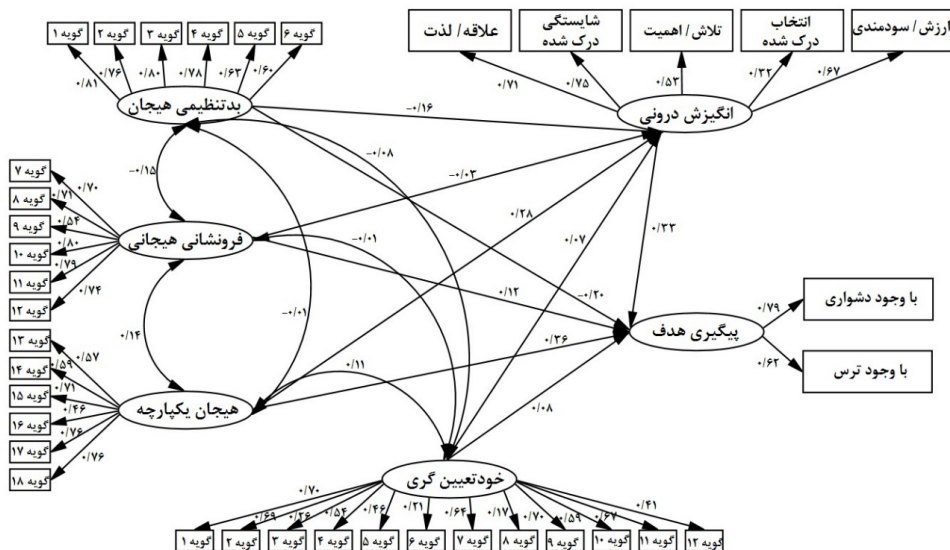 گویه ۱
گویه ۲
گویه ۳
گویه ۴
گویه ۵
گویه ۶
۰/۸۱
۰/۷۶
۰/۸۰
۰/۷۸
۰/۶۳
۰/۶۰
بدتنظیمی هیجان
علاقه / لذت
شایستگی
درک شده
تلاش / اهمیت
انتخاب
درک شده
ارزش / سودمندی
۰/۷۱
۰/۷۵
۰/۵۳
۰/۳۲
۰/۶۷
انگیزش درونی
-۰/۱۶
-۰/۰۸
-۰/۱۵
-۰/۰۳
گویه ۷
گویه ۸
گویه ۹
گویه ۱۰
گویه ۱۱
گویه ۱۲
۰/۷۰
۰/۷۱
۰/۵۴
۰/۸۰
۰/۷۹
۰/۷۴
فرونشانی هیجانی
۰/۲۸
۰/۰۷
-۰/۰۱
۰/۳۳
۰/۱۲
-۰/۲۰
-۰/۰۱
۰/۱۴
پیگیری هدف
۰/۷۹
با وجود دشواری
۰/۶۲
با وجود ترس
گویه ۱۳
گویه ۱۴
گویه ۱۵
گویه ۱۶
گویه ۱۷
گویه ۱۸
۰/۵۷
۰/۵۹
۰/۷۱
۰/۴۶
۰/۷۶
۰/۷۶
هیجان یکپارچه
۰/۱۱
۰/۳۶
۰/۰۸
خودتعیین گری
۰/۷۰
۰/۶۹
۰/۲۶
۰/۵۴
۰/۴۶
۰/۲۱
۰/۶۴
۰/۱۷
۰/۷۰
۰/۵۹
۰/۶۷
۰/۴۱
گویه ۱
گویه ۲
گویه ۳
گویه ۴
گویه ۵
گویه ۶
گویه ۷
گویه ۸
گویه ۹
گویه ۱۰
گویه ۱۱
گویه ۱۲